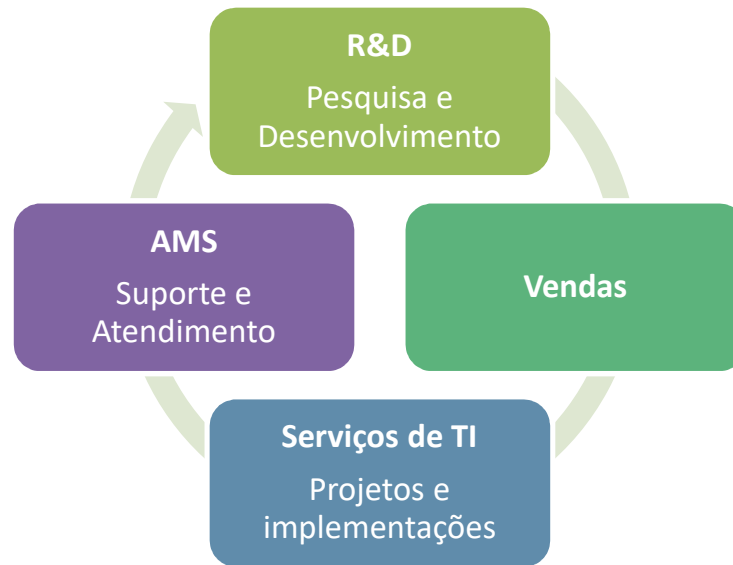 R&D
Pesquisa e
Desenvolvimento
AMS
Suporte e
Atendimento
Vendas
Serviços de TI
Projetos e
implementações